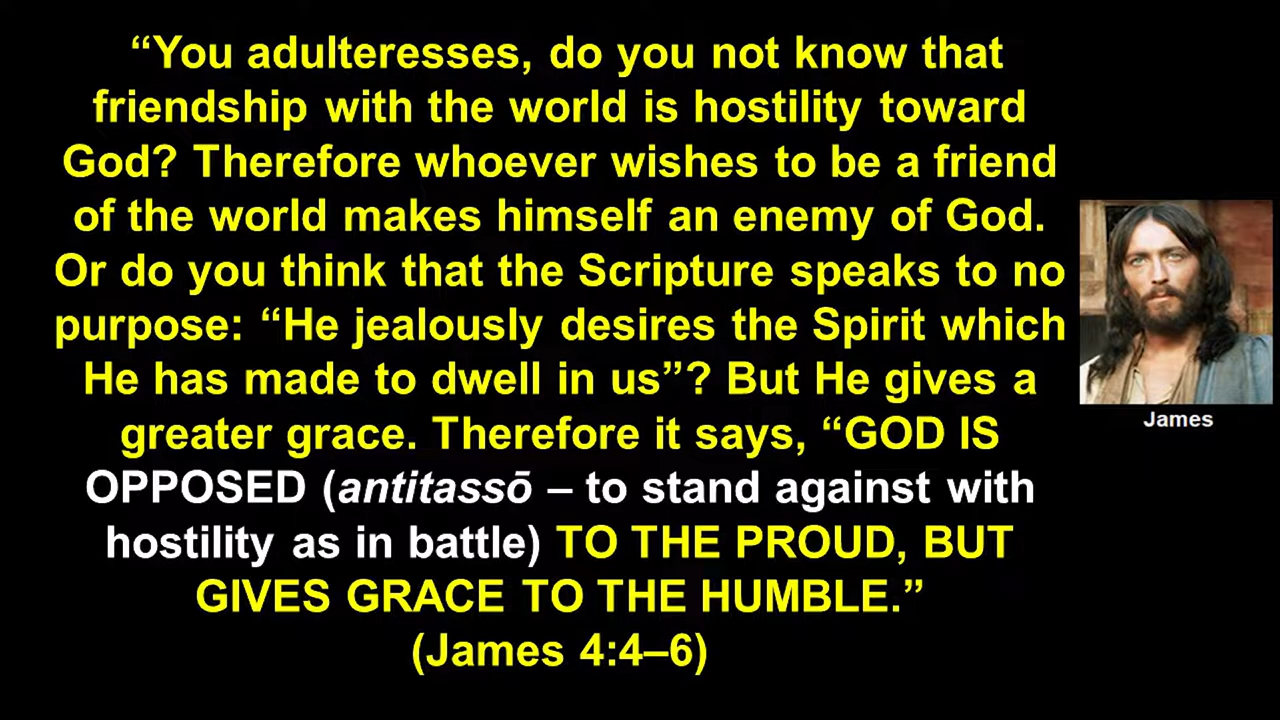 “You adulteresses, do you not know that
friendship with the world is hostility toward
God? Therefore whoever wishes to be a friend
of the world makes himself an enemy of God.
Or do you think that the Scripture speaks to no
purpose: “He jealously desires the Spirit which
He has made to dwell in us”? But He gives a
greater grace. Therefore it says, “GOD IS
OPPOSED (antitassō – to stand against with
hostility as in battle) TO THE PROUD, BUT
GIVES GRACE TO THE HUMBLE.”
(James 4:4–6)
James